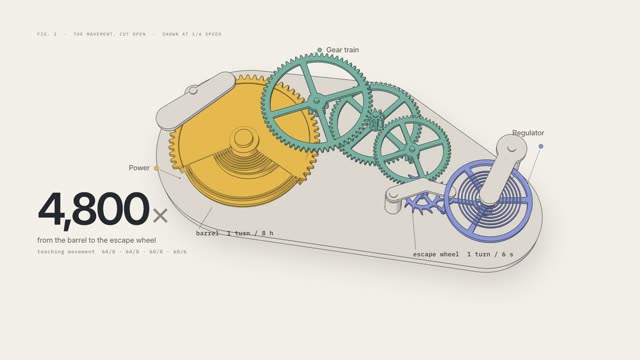 FIG. 2 · THE MOVEMENT, CUT OPEN · SHOWN AT 1/6 SPEED
Gear train
Regulator
Power
4,800×
from the barrel to the escape wheel
teaching movement 64/8 · 64/8 · 60/8 · 60/6
barrel 1 turn / 8 h
escape wheel 1 turn / 6 s